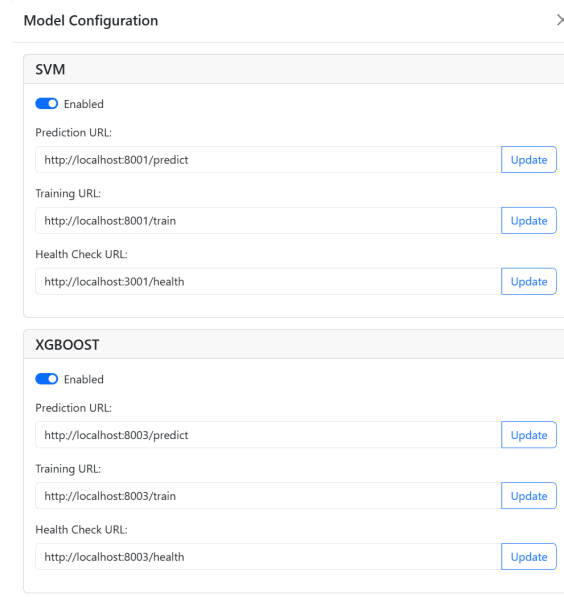 Model Configuration
SVM
Enabled
Prediction URL:
http://localhost:8001/predict Update
Training URL:
http://localhost:8001/train Update
Health Check URL:
http://localhost:3001/health Update
XGBOOST
Enabled
Prediction URL:
http://localhost:8003/predict Update
Training URL:
http://localhost:8003/train Update
Health Check URL:
http://localhost:8003/health Update